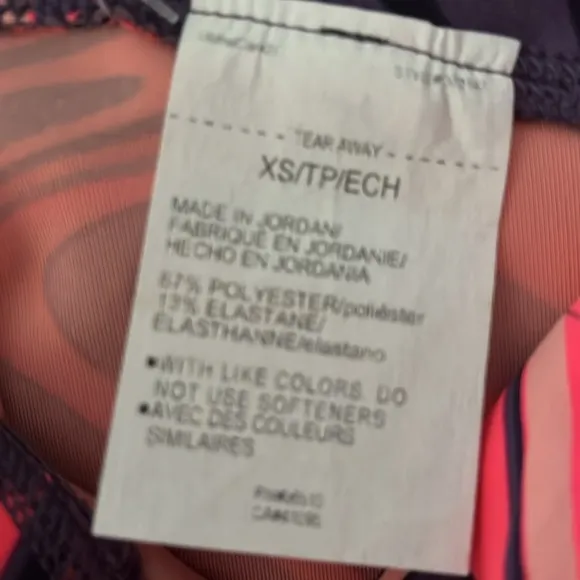 TEAR AWAY
XS/TP/ECH
MADE IN JORDAN/
FABRIQUÉ EN JORDANIE/
HECHO EN JORDANIA
87% POLYESTER/poliéster
13% ELASTANE/
ÉLASTHANNE/elastano
▪WITH LIKE COLORS. DO
NOT USE SOFTENERS
▪AVEC DES COULEURS
SIMILAIRES